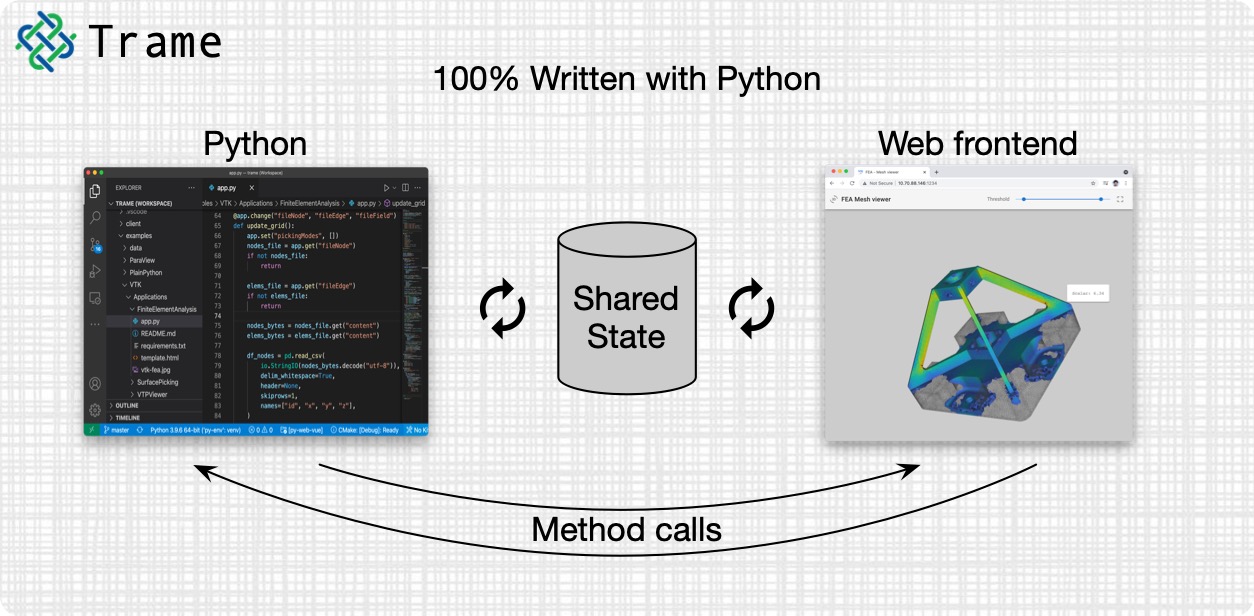 Trame
100% Written with Python
Python
Web frontend
app.py — trame (Workspace)
EXPLORER
app.py
TRAME (WORKSPACE)
.vscode
client
examples
data
ParaView
PlainPython
VTK
Applications
FiniteElementAnalysis
app.py
README.md
requirements.txt
template.html
vtk-fea.jpg
SurfacePicking
VTPViewer
OUTLINE
TIMELINE
les > VTK > Applications > FiniteElementAnalysis > app.py > update_grid
64 @app.change("fileNode", "fileEdge", "fileField")
65 def update_grid():
66 app.set("pickingModes", [])
67 nodes_file = app.get("fileNode")
68 if not nodes_file:
69 return
70
71 elems_file = app.get("fileEdge")
72 if not elems_file:
73 return
74
75 nodes_bytes = nodes_file.get("content")
76 elems_bytes = elems_file.get("content")
77
78 df_nodes = pd.read_csv(
79 io.StringIO(nodes_bytes.decode("utf-8")),
80 delim_whitespace=True,
81 header=None,
82 skiprows=1,
83 names=["id", "x", "y", "z"],
84 )
master Python 3.9.6 64-bit ('py-env': venv) 0 0 [py-web-vue] CMake: [Debug]: Ready No Ki
Shared
State
FEA - Mesh viewer
Not Secure | 10.70.88.146:1234
FEA Mesh viewer
Threshold
Method calls